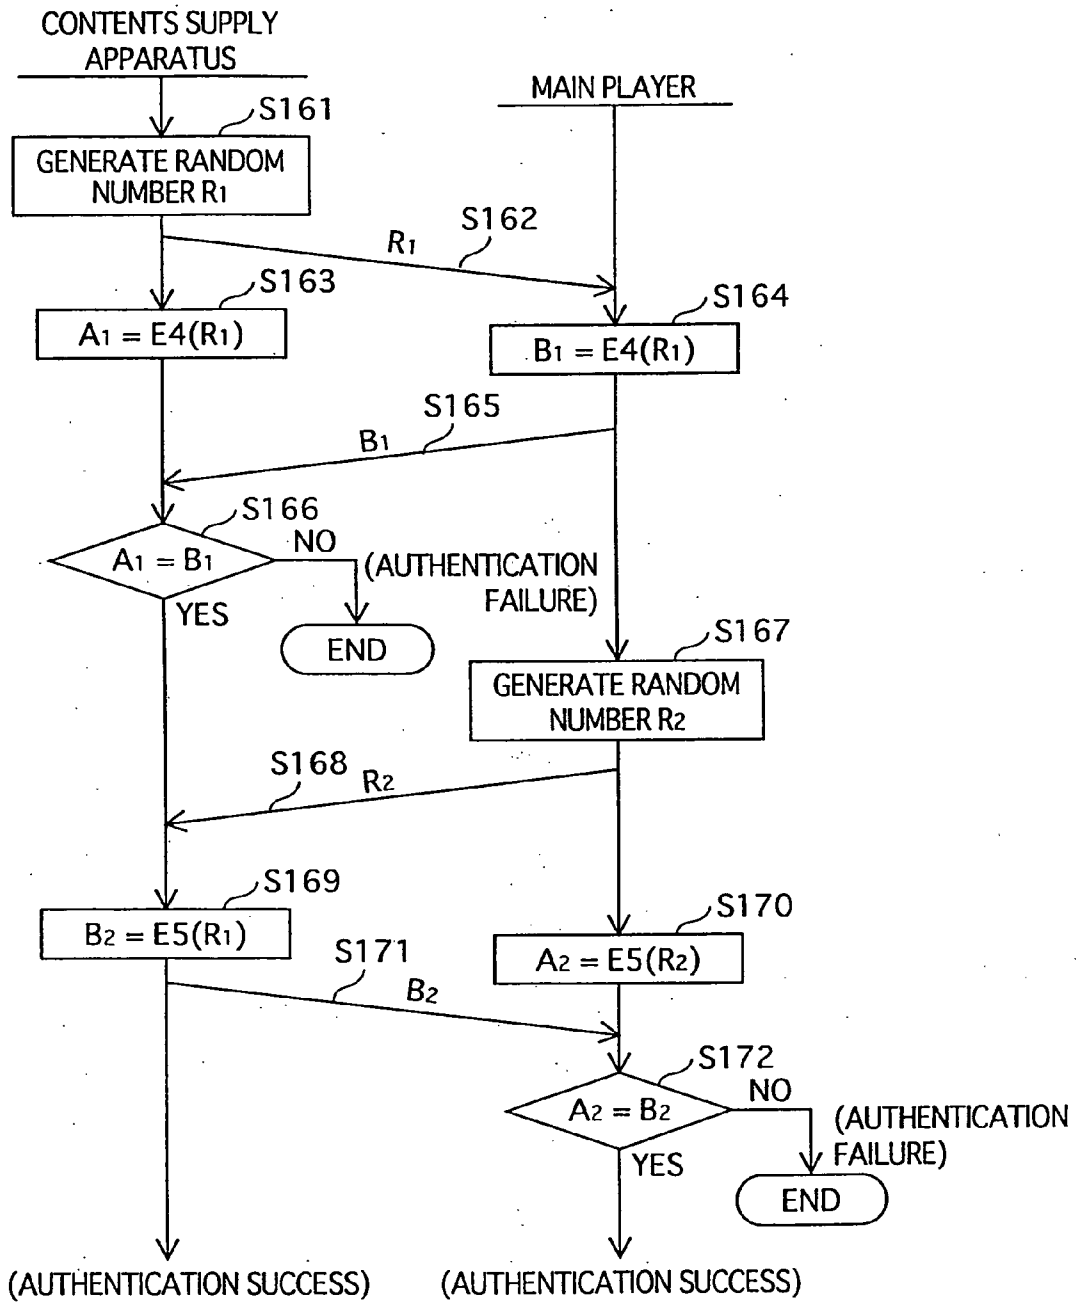 CONTENTS SUPPLY
APPARATUS
MAIN PLAYER
S161
GENERATE RANDOM
NUMBER R1
S162
R1
S163
A1 = E4(R1)
S164
B1 = E4(R1)
S165
B1
S166
A1 = B1
NO
(AUTHENTICATION
FAILURE)
YES
END
S167
GENERATE RANDOM
NUMBER R2
S168
R2
S169
B2 = E5(R1)
S170
A2 = E5(R2)
S171
B2
S172
A2 = B2
NO
(AUTHENTICATION
FAILURE)
YES
END
(AUTHENTICATION SUCCESS)
(AUTHENTICATION SUCCESS)